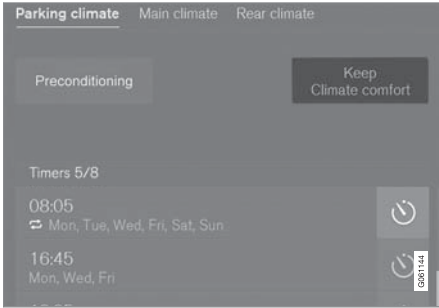 Parking climate Main climate Rear climate
Preconditioning
Keep
Climate comfort
Timers 5/8
08:05
Mon, Tue, Wed, Fri, Sat, Sun
16:45
Mon, Wed, Fri
G061144